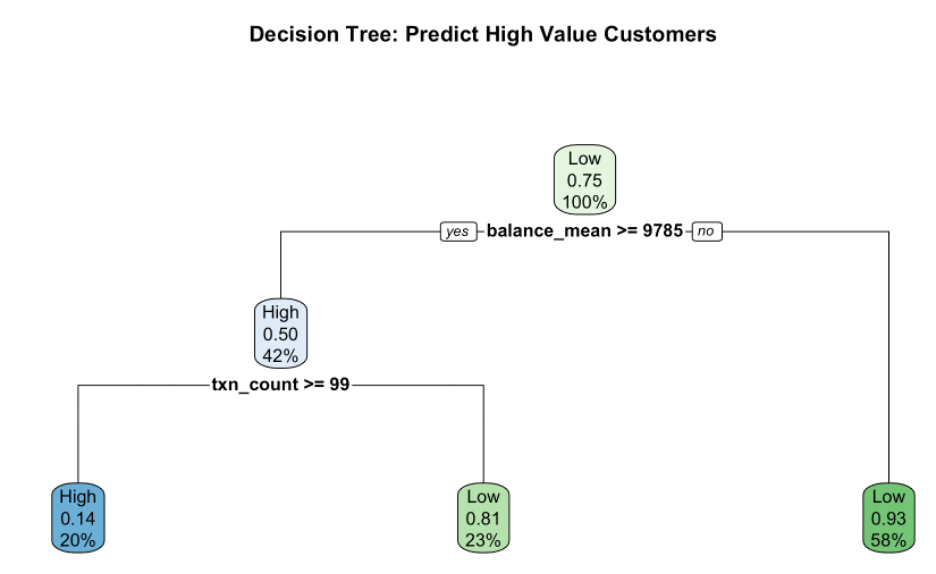 Decision Tree: Predict High Value Customers
Low
0.75
100%
yes balance_mean >= 9785 no
High
0.50
42%
txn_count >= 99
High
0.14
20%
Low
0.81
23%
Low
0.93
58%